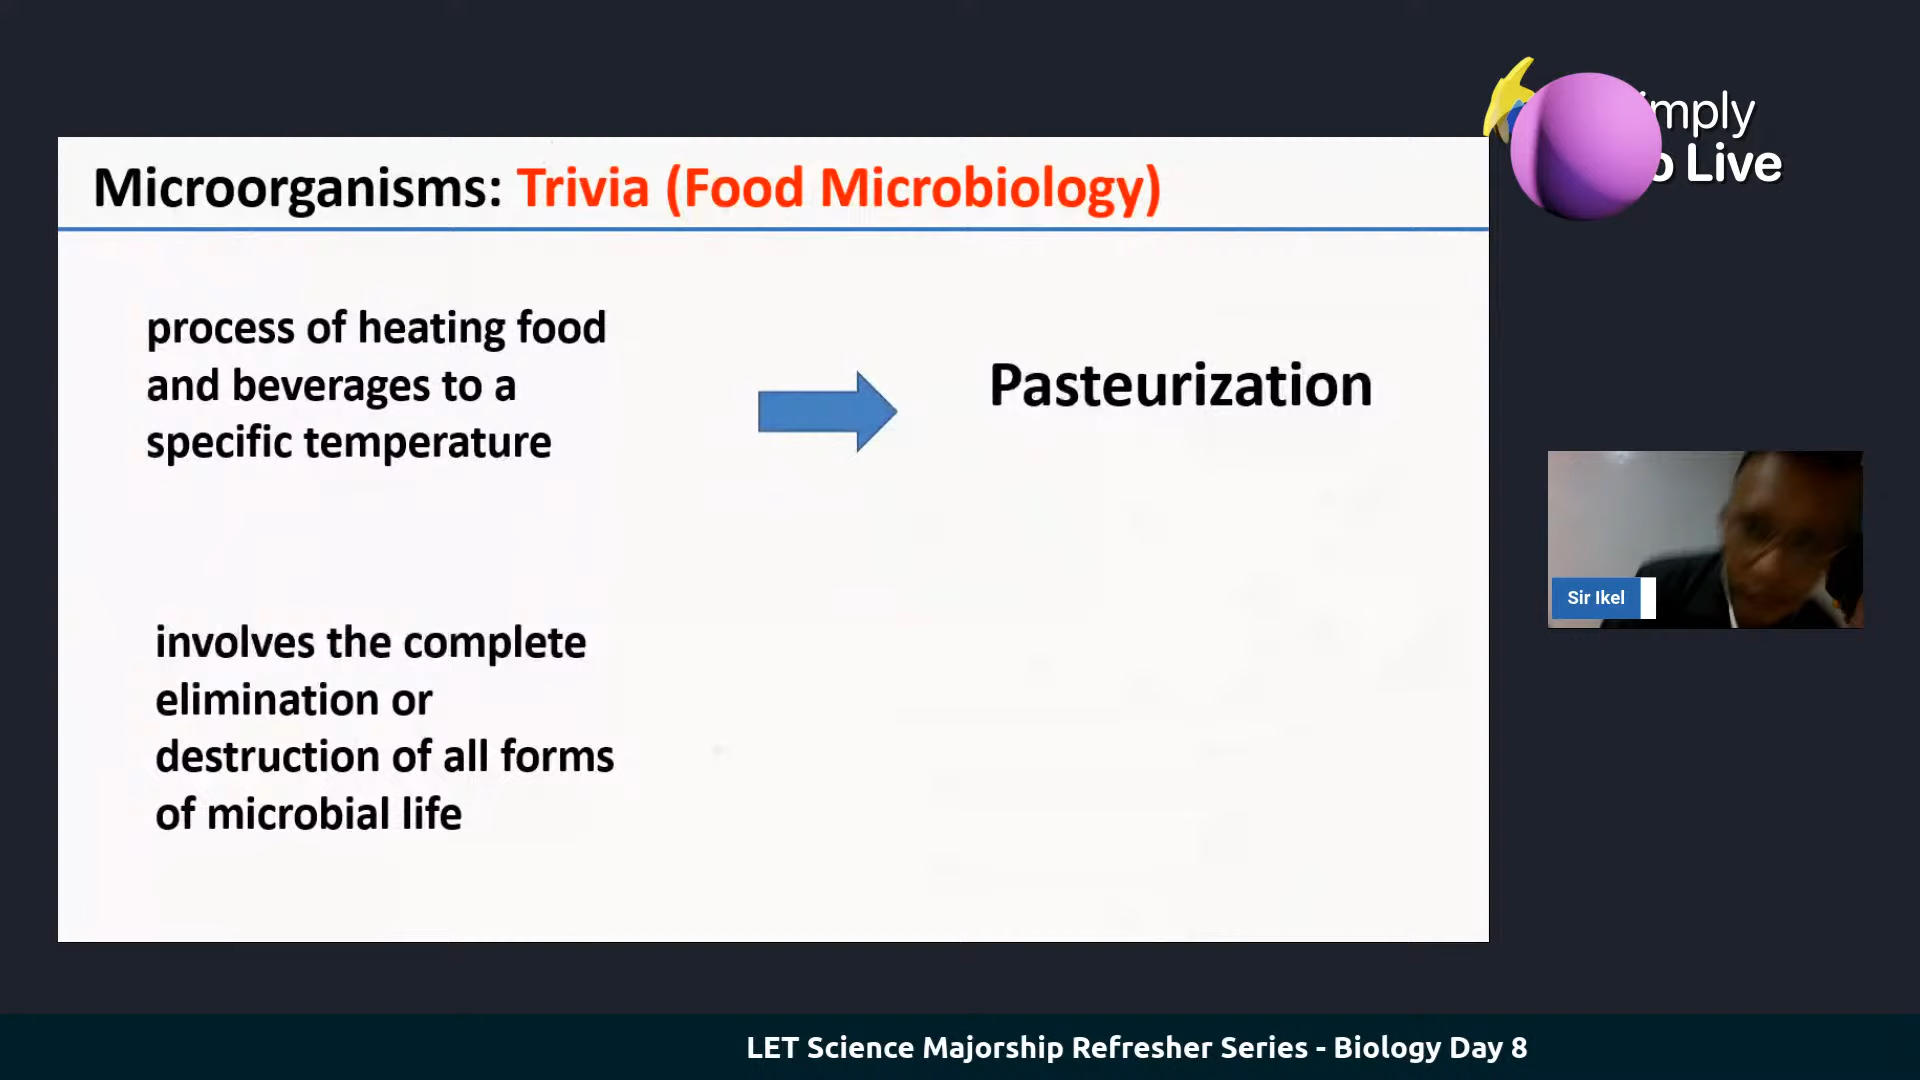 imply
o Live
Microorganisms: Trivia (Food Microbiology)
process of heating food
and beverages to a
specific temperature
Pasteurization
involves the complete
elimination or
destruction of all forms
of microbial life
Sir Ikel
LET Science Majorship Refresher Series - Biology Day 8